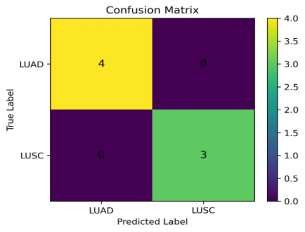 Confusion Matrix
True Label
LUAD 4 0
LUSC 0 3
LUAD LUSC
Predicted Label
4.0
3.5
3.0
2.5
2.0
1.5
1.0
0.5
0.0